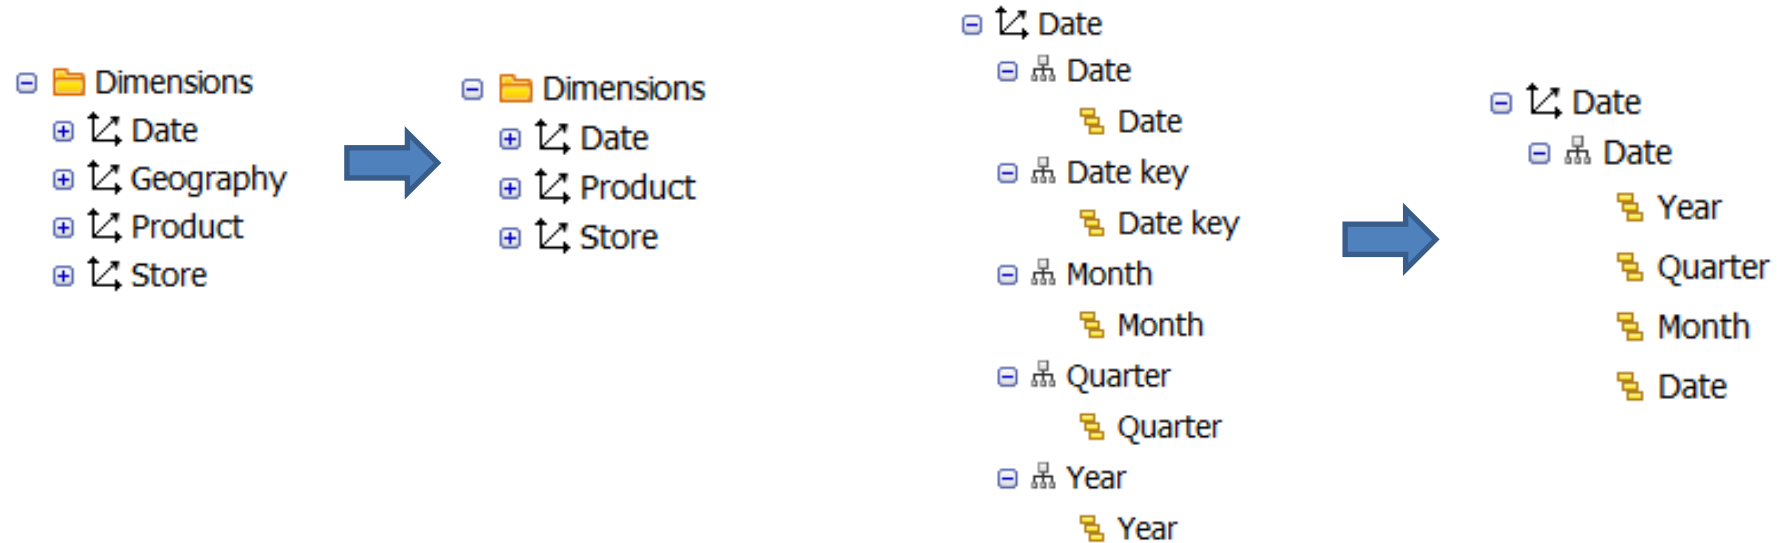 Dimensions
Date
Geography
Product
Store
Dimensions
Date
Product
Store
Date
Date
Date
Date key
Date key
Month
Month
Quarter
Quarter
Year
Year
Date
Date
Year
Quarter
Month
Date